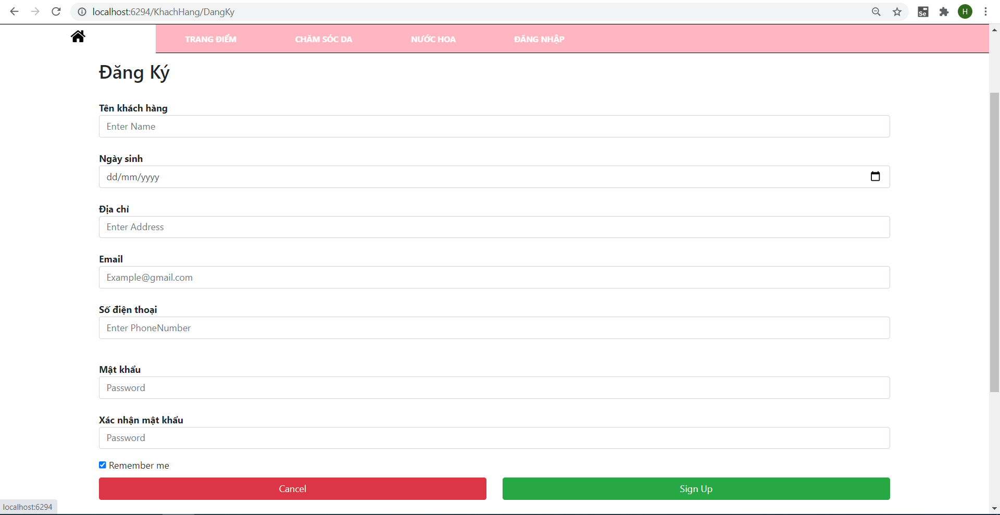 localhost:6294/KhachHang/DangKy
Se
H
TRANG ĐIỂM CHĂM SÓC DA NƯỚC HOA ĐĂNG NHẬP
Đăng Ký
Tên khách hàng
Enter Name
Ngày sinh
dd/mm/yyyy
Địa chỉ
Enter Address
Email
Example@gmail.com
Số điện thoại
Enter PhoneNumber
Mật khẩu
Password
Xác nhận mật khẩu
Password
Remember me
Cancel Sign Up
localhost:6294